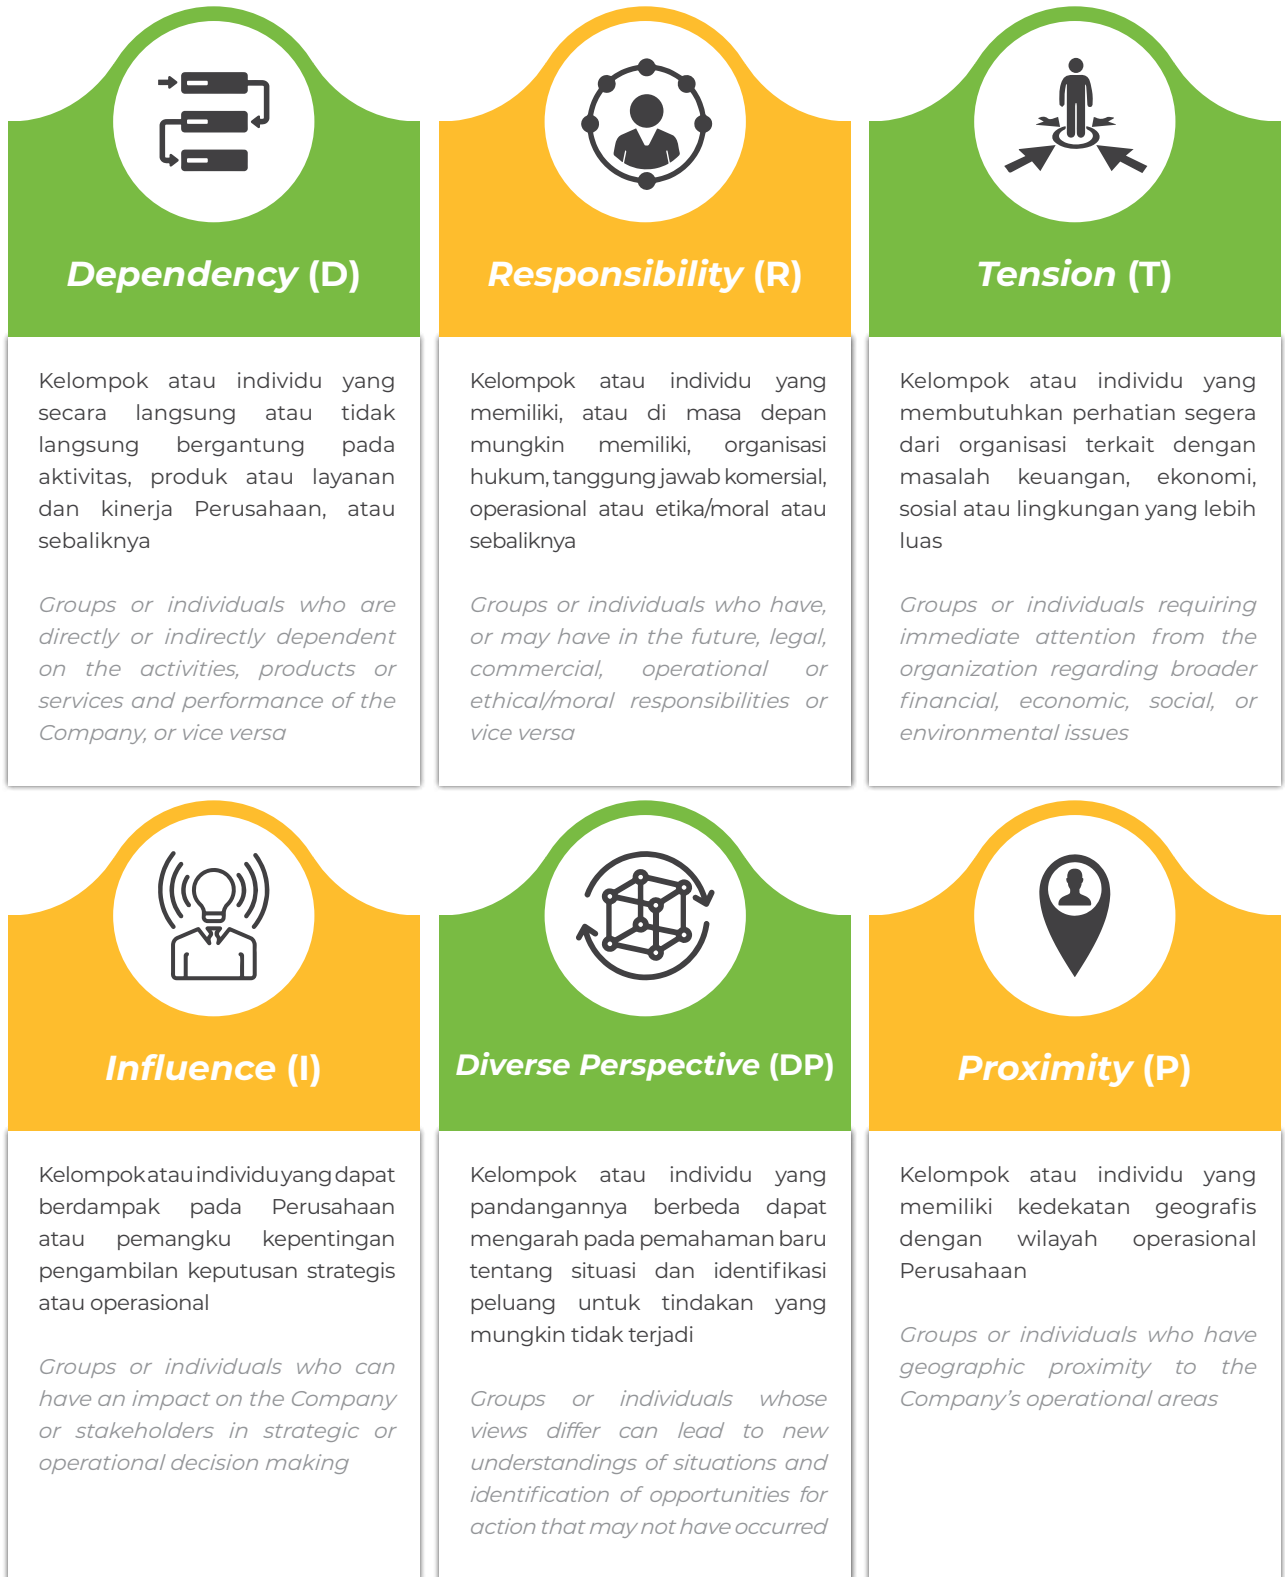 Dependency (D)
Kelompok atau individu yang
secara langsung atau tidak
langsung bergantung pada
aktivitas, produk atau layanan
dan kinerja Perusahaan, atau
sebaliknya
Groups or individuals who are
directly or indirectly dependent
on the activities, products or
services and performance of the
Company, or vice versa
Responsibility (R)
Kelompok atau individu yang
memiliki, atau di masa depan
mungkin memiliki, organisasi
hukum, tanggung jawab komersial,
operasional atau etika/moral atau
sebaliknya
Groups or individuals who have,
or may have in the future, legal,
commercial, operational or
ethical/moral responsibilities or
vice versa
Tension (T)
Kelompok atau individu yang
membutuhkan perhatian segera
dari organisasi terkait dengan
masalah keuangan, ekonomi,
sosial atau lingkungan yang lebih
luas
Groups or individuals requiring
immediate attention from the
organization regarding broader
financial, economic, social, or
environmental issues
Influence (I)
Kelompok atau individu yang dapat
berdampak pada Perusahaan
atau pemangku kepentingan
pengambilan keputusan strategis
atau operasional
Groups or individuals who can
have an impact on the Company
or stakeholders in strategic or
operational decision making
Diverse Perspective (DP)
Kelompok atau individu yang
pandangannya berbeda dapat
mengarah pada pemahaman baru
tentang situasi dan identifikasi
peluang untuk tindakan yang
mungkin tidak terjadi
Groups or individuals whose
views differ can lead to new
understandings of situations and
identification of opportunities for
action that may not have occurred
Proximity (P)
Kelompok atau individu yang
memiliki kedekatan geografis
dengan wilayah operasional
Perusahaan
Groups or individuals who have
geographic proximity to the
Company's operational areas